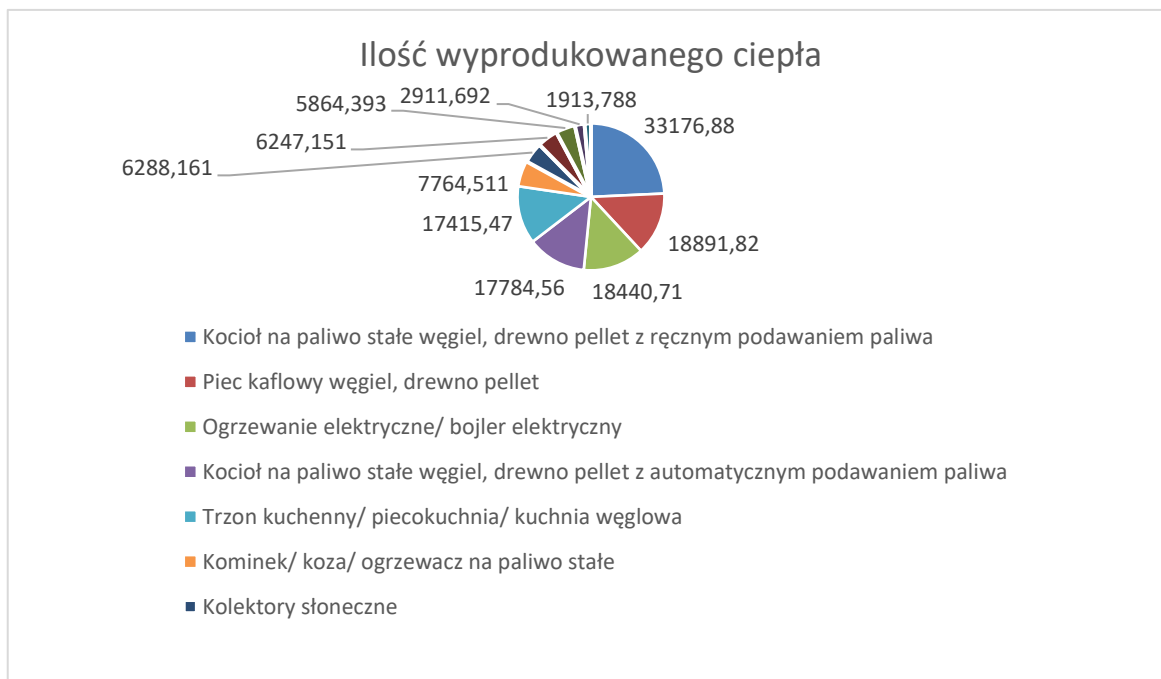 Ilość wyprodukowanego ciepła
5864,393
2911,692
1913,788
33176,88
6247,151
6288,161
7764,511
17415,47
18891,82
17784,56
18440,71
Kocioł na paliwo stałe węgiel, drewno pellet z ręcznym podawaniem paliwa
Piec kaflowy węgiel, drewno pellet
Ogrzewanie elektryczne/ bojler elektryczny
Kocioł na paliwo stałe węgiel, drewno pellet z automatycznym podawaniem paliwa
Trzon kuchenny/ piecokuchnia/ kuchnia węglowa
Kominek/ koza/ ogrzewacz na paliwo stałe
Kolektory słoneczne